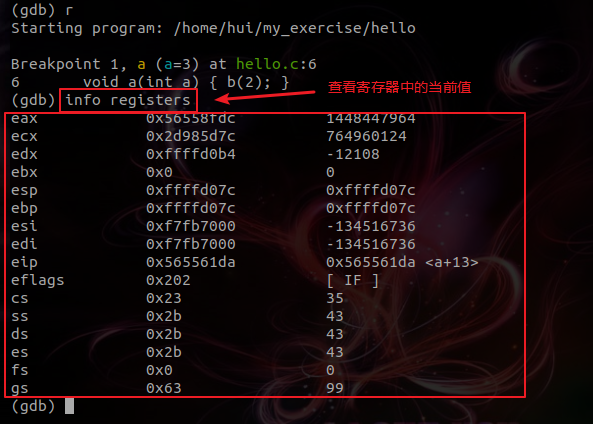 (gdb) r
Starting program: /home/hui/my_exercise/hello
Breakpoint 1, a (a=3) at hello.c:6
6 void a(int a) { b(2); }
(gdb) info registers 查看寄存器中的当前值
eax 0x56558fdc 1448447964
ecx 0x2d985d7c 764960124
edx 0xffffd0b4 -12108
ebx 0x0 0
esp 0xffffd07c 0xffffd07c
ebp 0xffffd07c 0xffffd07c
esi 0xf7fb7000 -134516736
edi 0xf7fb7000 -134516736
eip 0x565561da 0x565561da <a+13>
eflags 0x202 [ IF ]
cs 0x23 35
ss 0x2b 43
ds 0x2b 43
es 0x2b 43
fs 0x0 0
gs 0x63 99
(gdb)